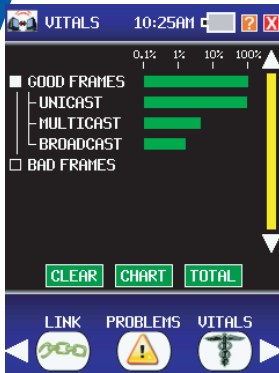 VITALS 10:25AM ? X
0.1% 1% 10% 100%
GOOD FRAMES
UNICAST
MULTICAST
BROADCAST
BAD FRAMES
CLEAR CHART TOTAL
LINK PROBLEMS VITALS
!